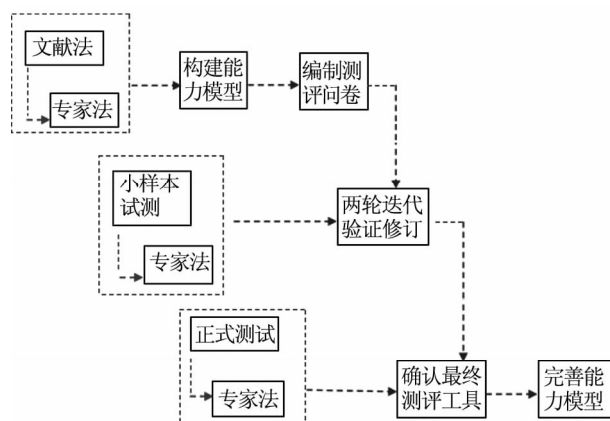 文献法
专家法
构建能
力模型
编制测
评问卷
小样本
试测
专家法
两轮迭代
验证修订
正式测试
专家法
确认最终
测评工具
完善能
力模型